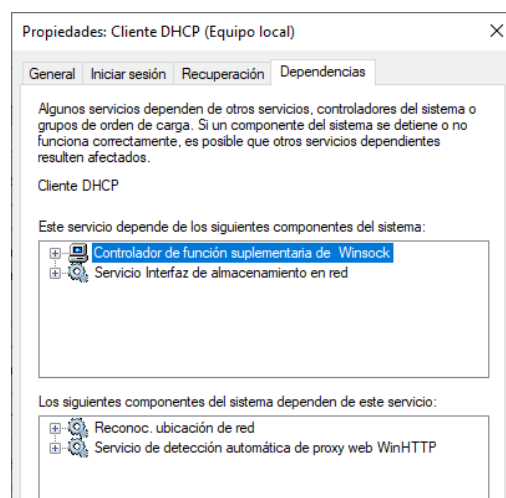 Propiedades: Cliente DHCP (Equipo local)
General Iniciar sesión Recuperación Dependencias
Algunos servicios dependen de otros servicios, controladores del sistema o
grupos de orden de carga. Si un componente del sistema se detiene o no
funciona correctamente, es posible que otros servicios dependientes
resulten afectados.
Cliente DHCP
Este servicio depende de los siguientes componentes del sistema:
Controlador de función suplementaria de Winsock
Servicio Interfaz de almacenamiento en red
Los siguientes componentes del sistema dependen de este servicio:
Reconoc. ubicación de red
Servicio de detección automática de proxy web WinHTTP